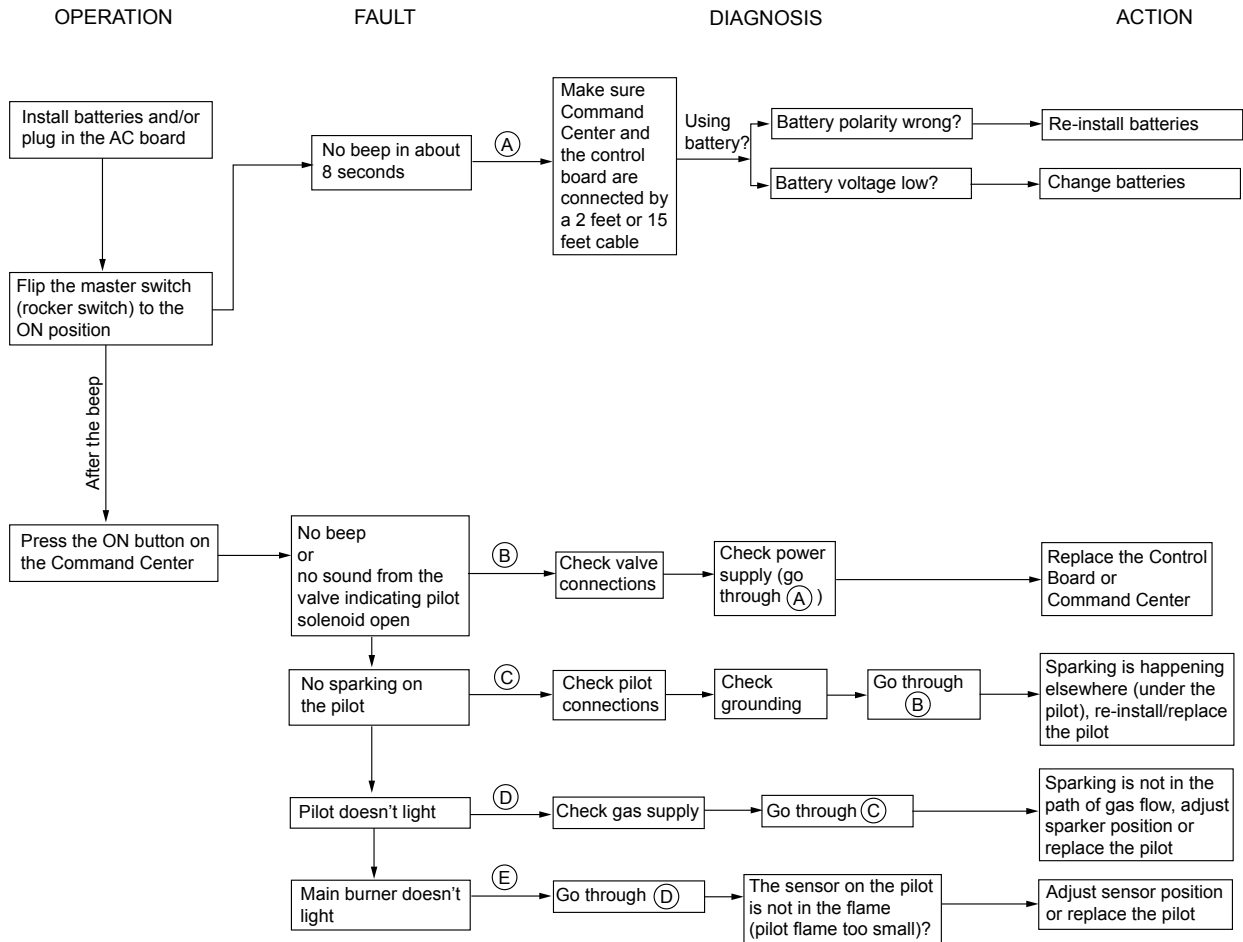 OPERATION
FAULT
DIAGNOSIS
ACTION
Install batteries and/or
plug in the AC board
No beep in about
8 seconds
A
Make sure
Command
Center and
the control
board are
connected by
a 2 feet or 15
feet cable
Using
battery?
Battery polarity wrong?
Re-install batteries
Battery voltage low?
Change batteries
Flip the master switch
(rocker switch) to the
ON position
After the beep
Press the ON button on
the Command Center
No beep
or
no sound from the
valve indicating pilot
solenoid open
B
Check valve
connections
Check power
supply (go
through A )
Replace the Control
Board or
Command Center
No sparking on
the pilot
C
Check pilot
connections
Check
grounding
Go through
B
Sparking is happening
elsewhere (under the
pilot), re-install/replace
the pilot
Pilot doesn't light
D
Check gas supply
Go through C
Sparking is not in the
path of gas flow, adjust
sparker position or
replace the pilot
Main burner doesn't
light
E
Go through D
The sensor on the pilot
is not in the flame
(pilot flame too small)?
Adjust sensor position
or replace the pilot